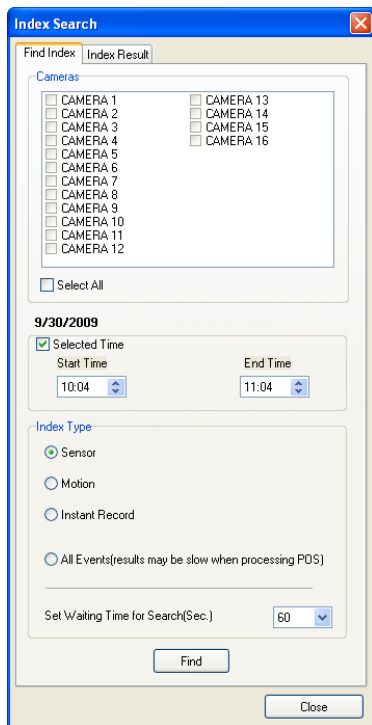 Index Search
Find Index Index Result
Cameras
CAMERA 1 CAMERA 13
CAMERA 2 CAMERA 14
CAMERA 3 CAMERA 15
CAMERA 4 CAMERA 16
CAMERA 5
CAMERA 6
CAMERA 7
CAMERA 8
CAMERA 9
CAMERA 10
CAMERA 11
CAMERA 12
Select All
9/30/2009
Selected Time
Start Time End Time
10:04 11:04
Index Type
Sensor
Motion
Instant Record
All Events(results may be slow when processing POS)
Set Waiting Time for Search(Sec.) 60
Find
Close